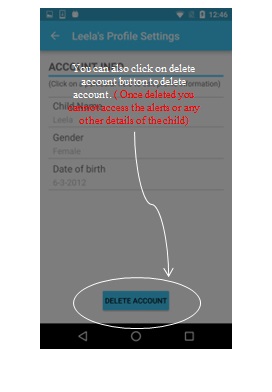 12:46
Leela's Profile Settings
ACCOUNT INFO
You can also click on delete
account button to delete
account. ( Once deleted you
cannot access the alerts or any
other details of the child)
(Click on
Child Name
Leela
Gender
Female
Date of birth
6-3-2012
DELETE ACCOUNT